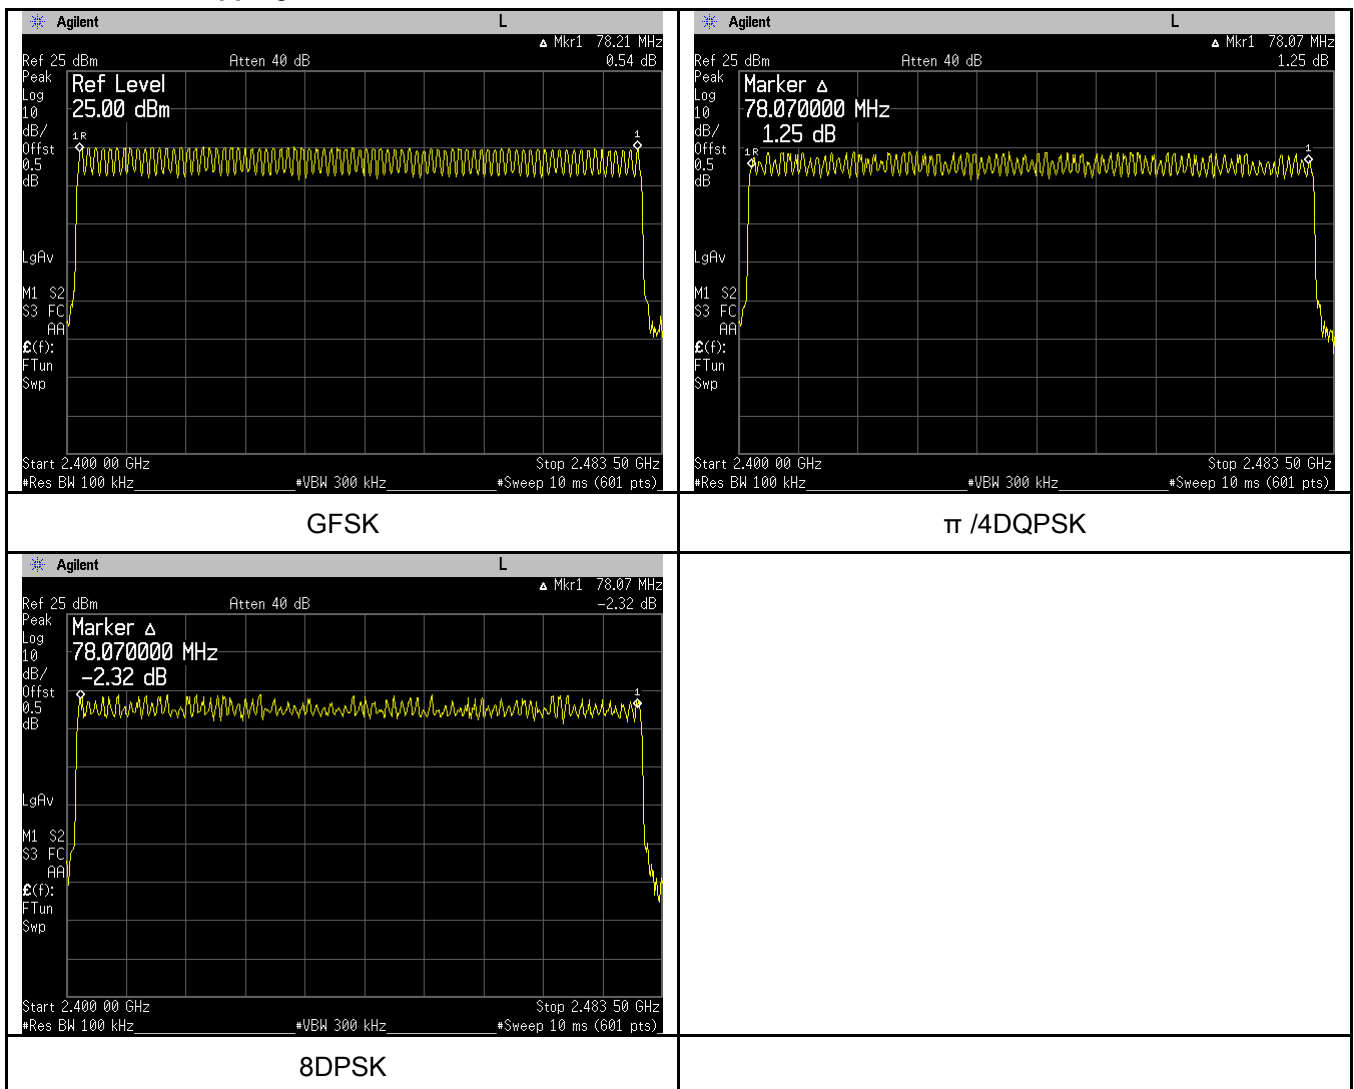 Agilent L
Δ Mkr1 78.21 MHz
Ref 25 dBm Atten 40 dB 0.54 dB
Peak
Log
10
dB/
Offst
0.5
dB
Ref Level
25.00 dBm
1R
1
LgAv
M1 S2
S3 FC
AA
£(f):
FTun
Swp
Start 2.400 00 GHz Stop 2.483 50 GHz
#Res BW 100 kHz #VBW 300 kHz #Sweep 10 ms (601 pts)
Agilent L
Δ Mkr1 78.07 MHz
Ref 25 dBm Atten 40 dB 1.25 dB
Peak
Log
10
dB/
Offst
0.5
dB
Marker Δ
78.070000 MHz
1.25 dB
1R
1
LgAv
M1 S2
S3 FC
AA
£(f):
FTun
Swp
Start 2.400 00 GHz Stop 2.483 50 GHz
#Res BW 100 kHz #VBW 300 kHz #Sweep 10 ms (601 pts)
GFSK π /4DQPSK
Agilent L
Δ Mkr1 78.07 MHz
Ref 25 dBm Atten 40 dB -2.32 dB
Peak
Log
10
dB/
Offst
0.5
dB
Marker Δ
78.070000 MHz
-2.32 dB
1
LgAv
M1 S2
S3 FC
AA
£(f):
FTun
Swp
Start 2.400 00 GHz Stop 2.483 50 GHz
#Res BW 100 kHz #VBW 300 kHz #Sweep 10 ms (601 pts)
8DPSK